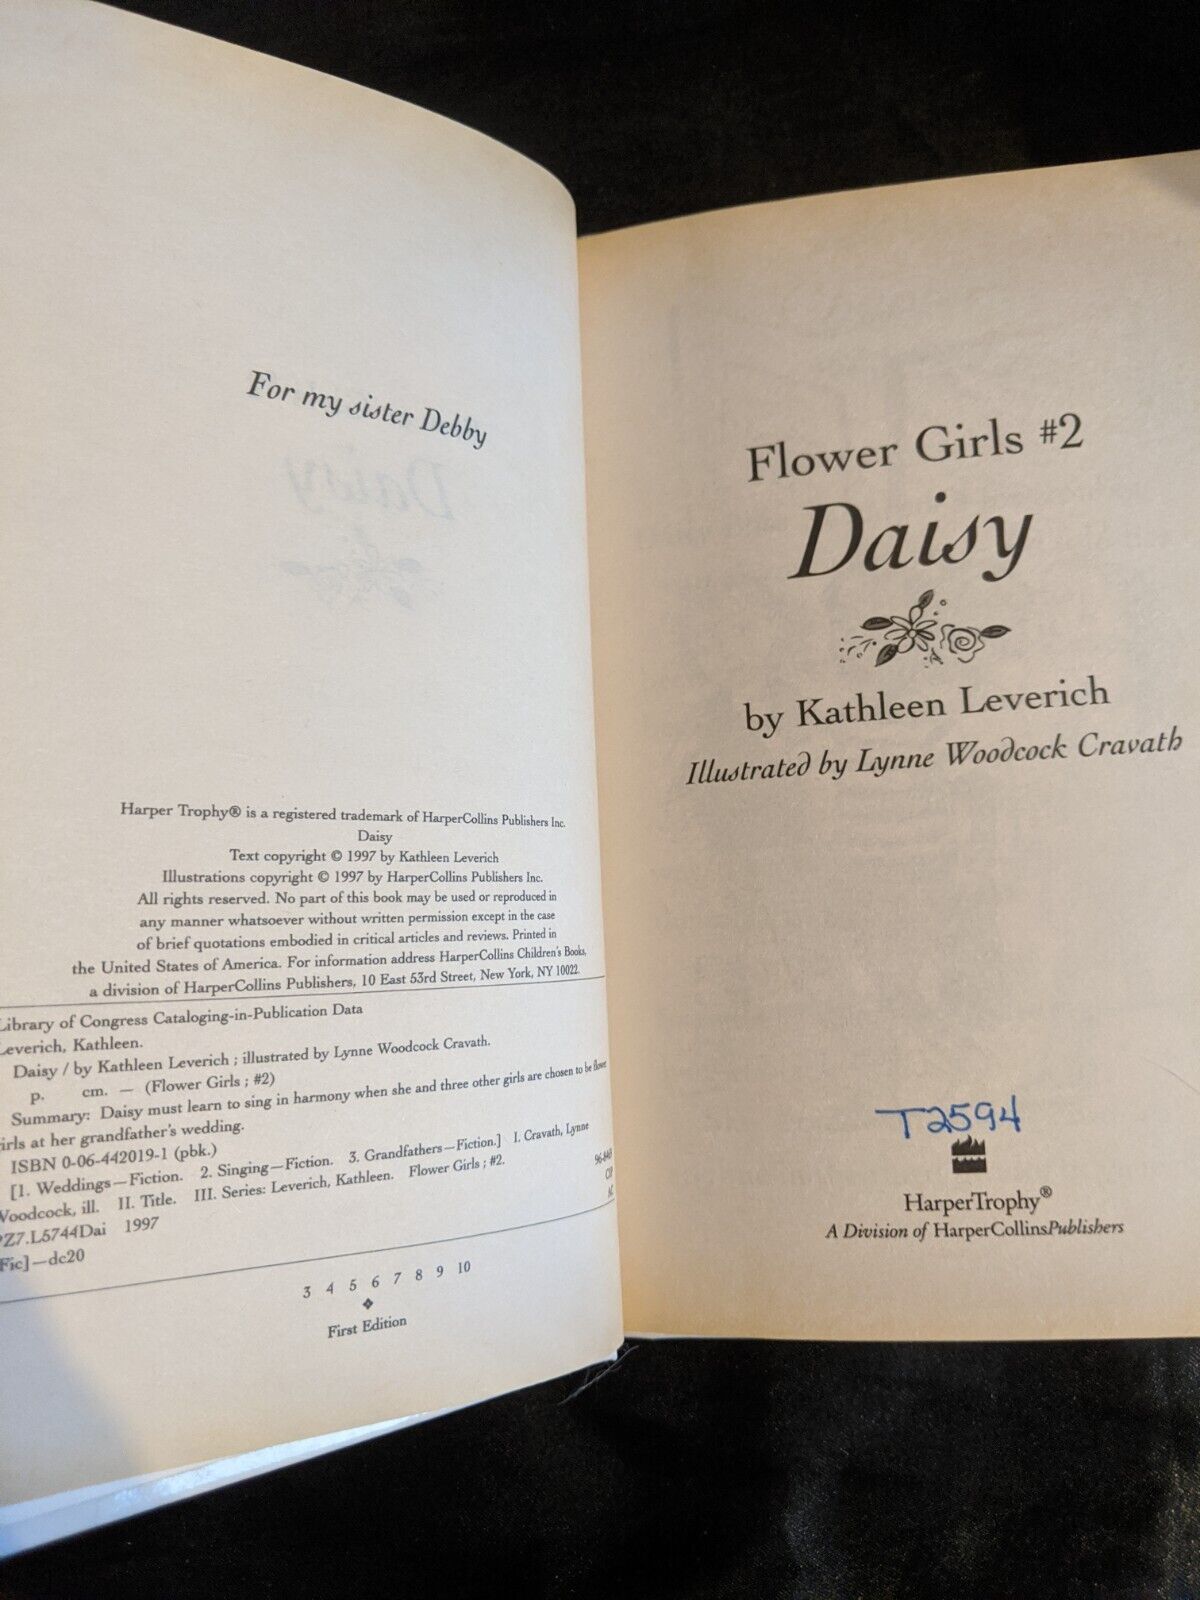 For my sister Debby
Harper Trophy® is a registered trademark of HarperCollins Publishers Inc.
Daisy
Text copyright © 1997 by Kathleen Leverich
Illustrations copyright © 1997 by HarperCollins Publishers Inc.
All rights reserved. No part of this book may be used or reproduced in
any manner whatsoever without written permission except in the case
of brief quotations embodied in critical articles and reviews. Printed in
the United States of America. For information address HarperCollins Children's Books,
a division of HarperCollins Publishers, 10 East 53rd Street, New York, NY 10022.
Library of Congress Cataloging-in-Publication Data
Leverich, Kathleen.
Daisy / by Kathleen Leverich ; illustrated by Lynne Woodcock Cravath.
p. cm. — (Flower Girls ; #2)
Summary: Daisy must learn to sing in harmony when she and three other girls are chosen to be flower
girls at her grandfather's wedding.
ISBN 0-06-442019-1 (pbk.)
[1. Weddings—Fiction. 2. Singing—Fiction. 3. Grandfathers—Fiction.] I. Cravath, Lynne
Woodcock, ill. II. Title. III. Series: Leverich, Kathleen. Flower Girls ; #2.
PZ7.L5744Dai 1997
[Fic]—dc20
CIP
AC
3 4 5 6 7 8 9 10
❖
First Edition
Flower Girls #2
Daisy
by Kathleen Leverich
Illustrated by Lynne Woodcock Cravath
T2594
HarperTrophy®
A Division of HarperCollinsPublishers